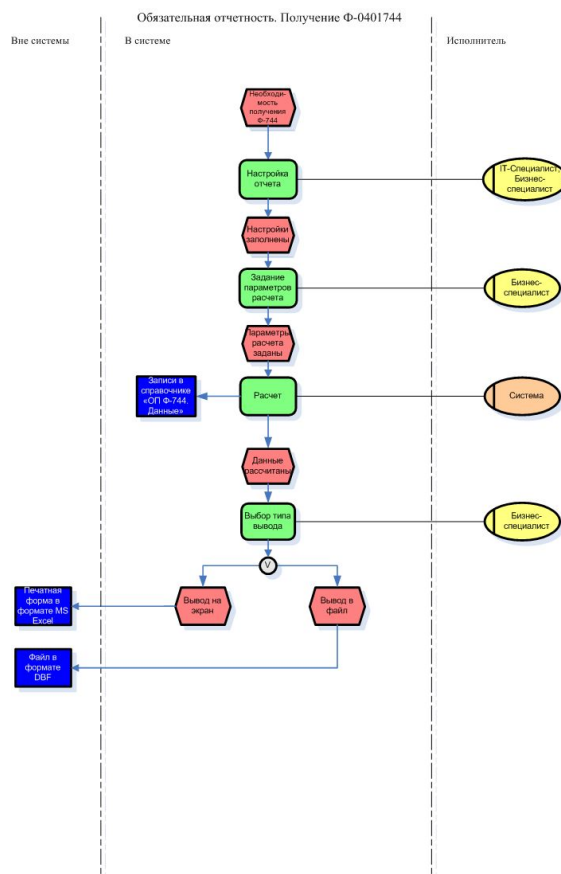 Обязательная отчетность. Получение Ф-0401744
Вне системы
В системе
Исполнитель
Необходи-
мость
получения
Ф-744
Настройка
отчета
IT-Специалист,
Бизнес-
специалист
Настройки
заполнены
Задание
параметров
расчета
Бизнес-
специалист
Параметры
расчета
заданы
Записи в
справочнике
«ОП Ф-744.
Данные»
Расчет
Система
Данные
рассчитаны
Выбор типа
вывода
Бизнес-
специалист
V
Печатная
форма в
формате MS
Excel
Вывод на
экран
Вывод в
файл
Файл в
формате
DBF